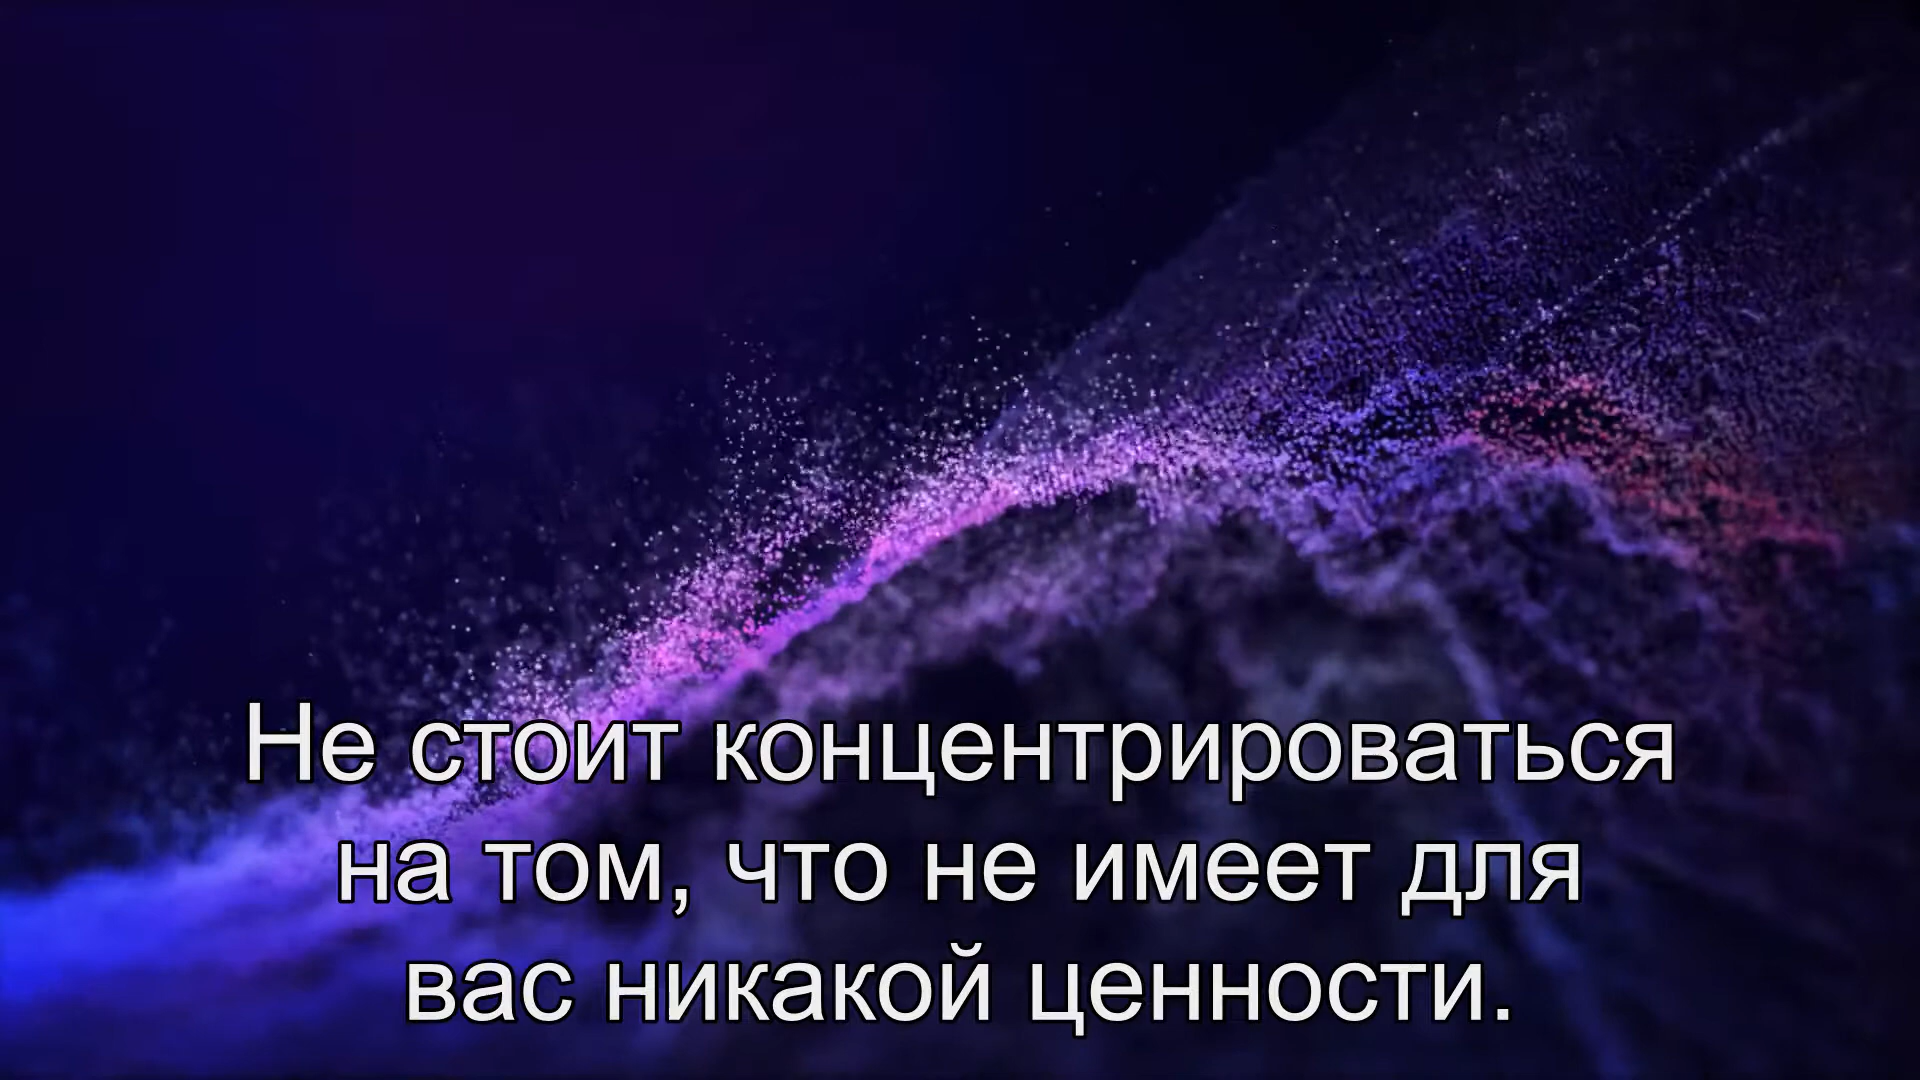 Не стоит концентрироваться
на том, что не имеет для
вас никакой ценности.